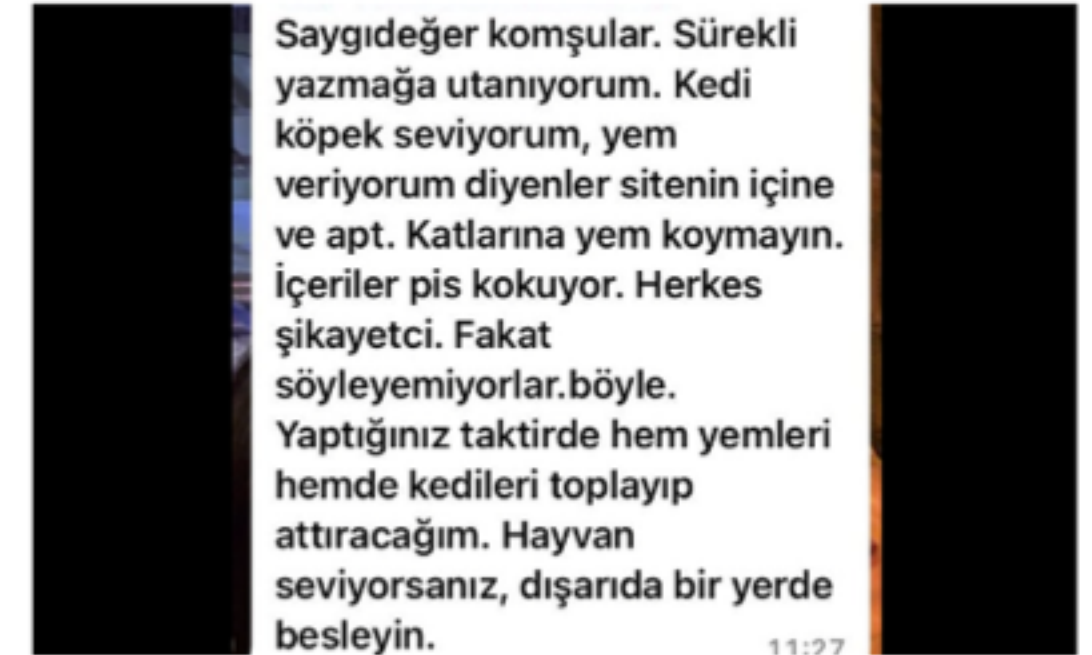 Saygıdeğer komşular. Sürekli
yazmağa utanıyorum. Kedi
köpek seviyorum, yem
veriyorum diyenler sitenin içine
ve apt. Katlarına yem koymayın.
İçeriler pis kokuyor. Herkes
şikayetci. Fakat
söyleyemiyorlar.böyle.
Yaptığınız taktirde hem yemleri
hemde kedileri toplayıp
attıracağım. Hayvan
seviyorsanız, dışarıda bir yerde
besleyin.
11:27